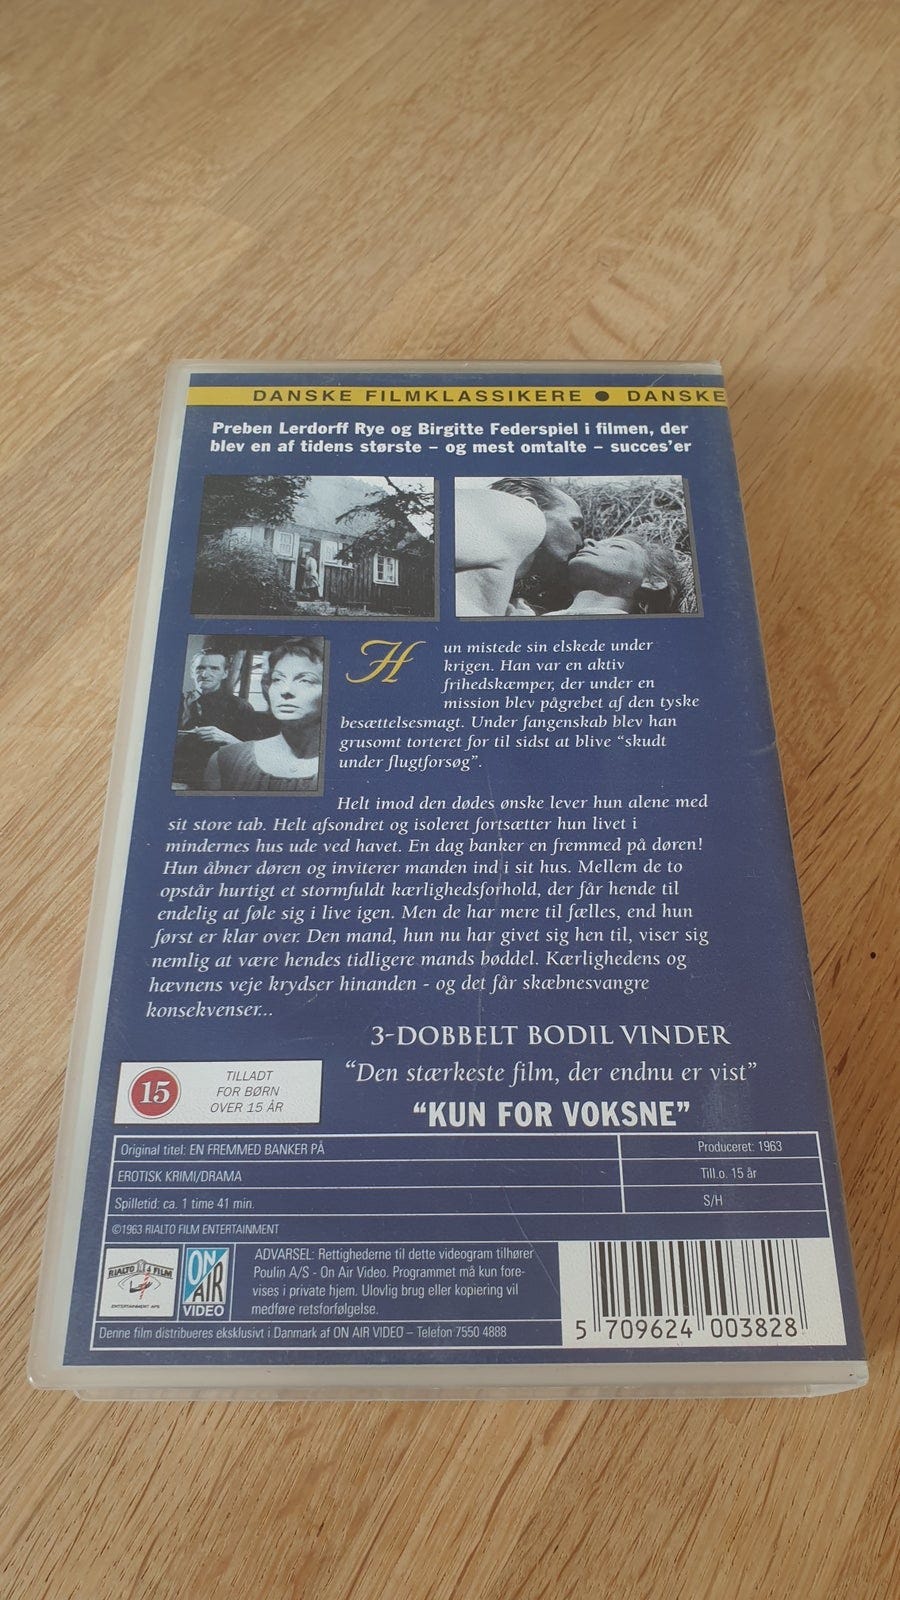 DANSKE FILMKLASSIKERE ● DANSKE
Preben Lerdorff Rye og Birgitte Federspiel i filmen, der
blev en af tidens største – og mest omtalte – succes'er
Hun mistede sin elskede under
krigen. Han var en aktiv
frihedskæmper, der under en
mission blev pågrebet af den tyske
besættelsesmagt. Under fangenskab blev han
grusomt torteret for til sidst at blive “skudt
under flugtforsøg”.
Helt imod den dødes ønske lever hun alene med
sit store tab. Helt afsondret og isoleret fortsætter hun livet i
mindernes hus ude ved havet. En dag banker en fremmed på døren!
Hun åbner døren og inviterer manden ind i sit hus. Mellem de to
opstår hurtigt et stormfuldt kærlighedsforhold, der får hende til
endelig at føle sig i live igen. Men de har mere til fælles, end hun
først er klar over. Den mand, hun nu har givet sig hen til, viser sig
nemlig at være hendes tidligere mands bøddel. Kærlighedens og
hævnens veje krydser hinanden - og det får skæbnesvangre
konsekvenser...
3-DOBBELT BODIL VINDER
“Den stærkeste film, der endnu er vist”
“KUN FOR VOKSNE”
15
TILLADT
FOR BØRN
OVER 15 ÅR
Original titel: EN FREMMED BANKER PÅ
Produceret: 1963
EROTISK KRIMI/DRAMA
Till.o. 15 år
Spilletid: ca. 1 time 41 min.
S/H
©1963 RIALTO FILM ENTERTAINMENT
RIALTO FILM
ENTERTAINMENT APS
ON
AIR
VIDEO
ADVARSEL: Rettighederne til dette videogram tilhører
Poulin A/S - On Air Video. Programmet må kun fore-
vises i private hjem. Ulovlig brug eller kopiering vil
medføre retsforfølgelse.
Denne film distribueres eksklusivt i Danmark af ON AIR VIDEO – Telefon 7550 4888
5 709624 003828